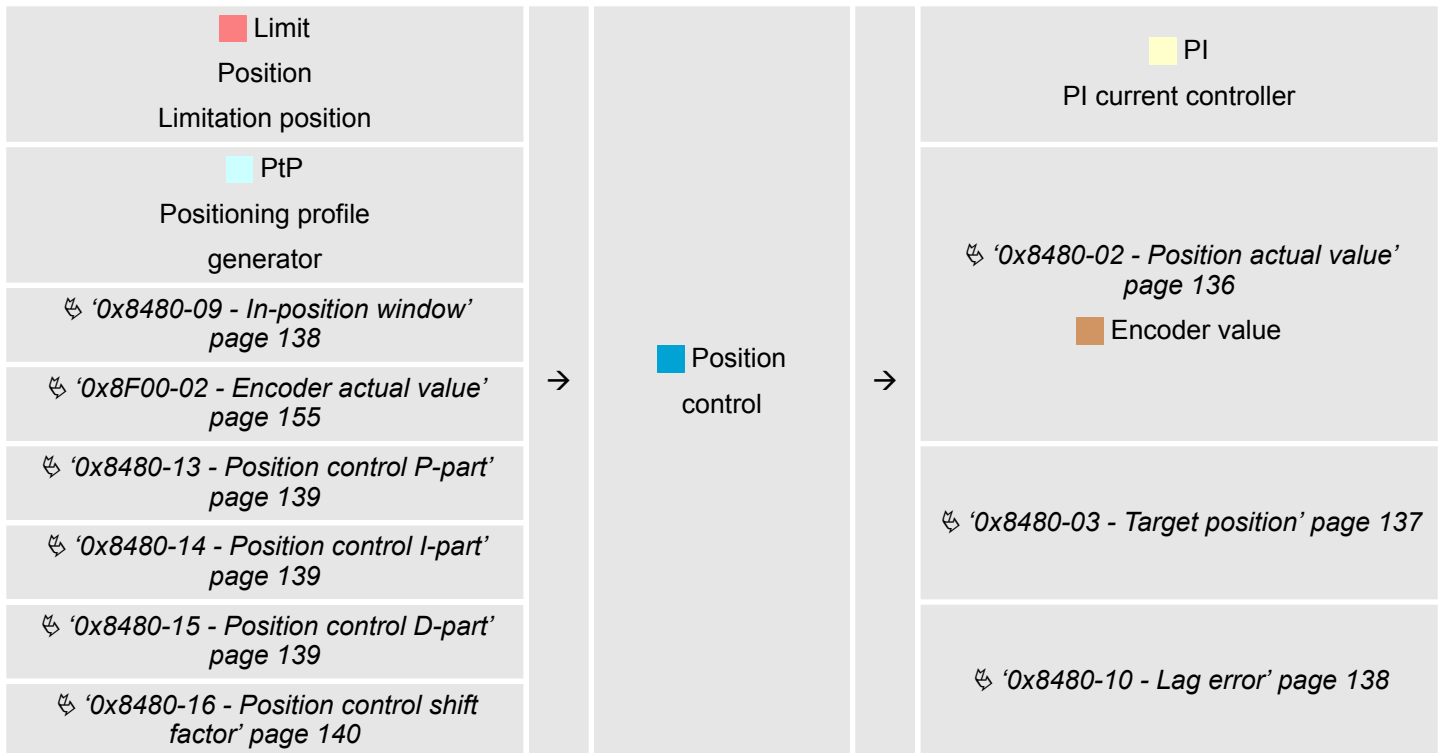 Limit
Position
Limitation position
PtP
Positioning profile
generator
‘0x8480-09 - In-position window’
page 138
‘0x8F00-02 - Encoder actual value’
page 155
‘0x8480-13 - Position control P-part’
page 139
‘0x8480-14 - Position control I-part’
page 139
‘0x8480-15 - Position control D-part’
page 139
‘0x8480-16 - Position control shift
factor’ page 140
→
Position
control
→
PI
PI current controller
‘0x8480-02 - Position actual value’
page 136
Encoder value
‘0x8480-03 - Target position’ page 137
‘0x8480-10 - Lag error’ page 138